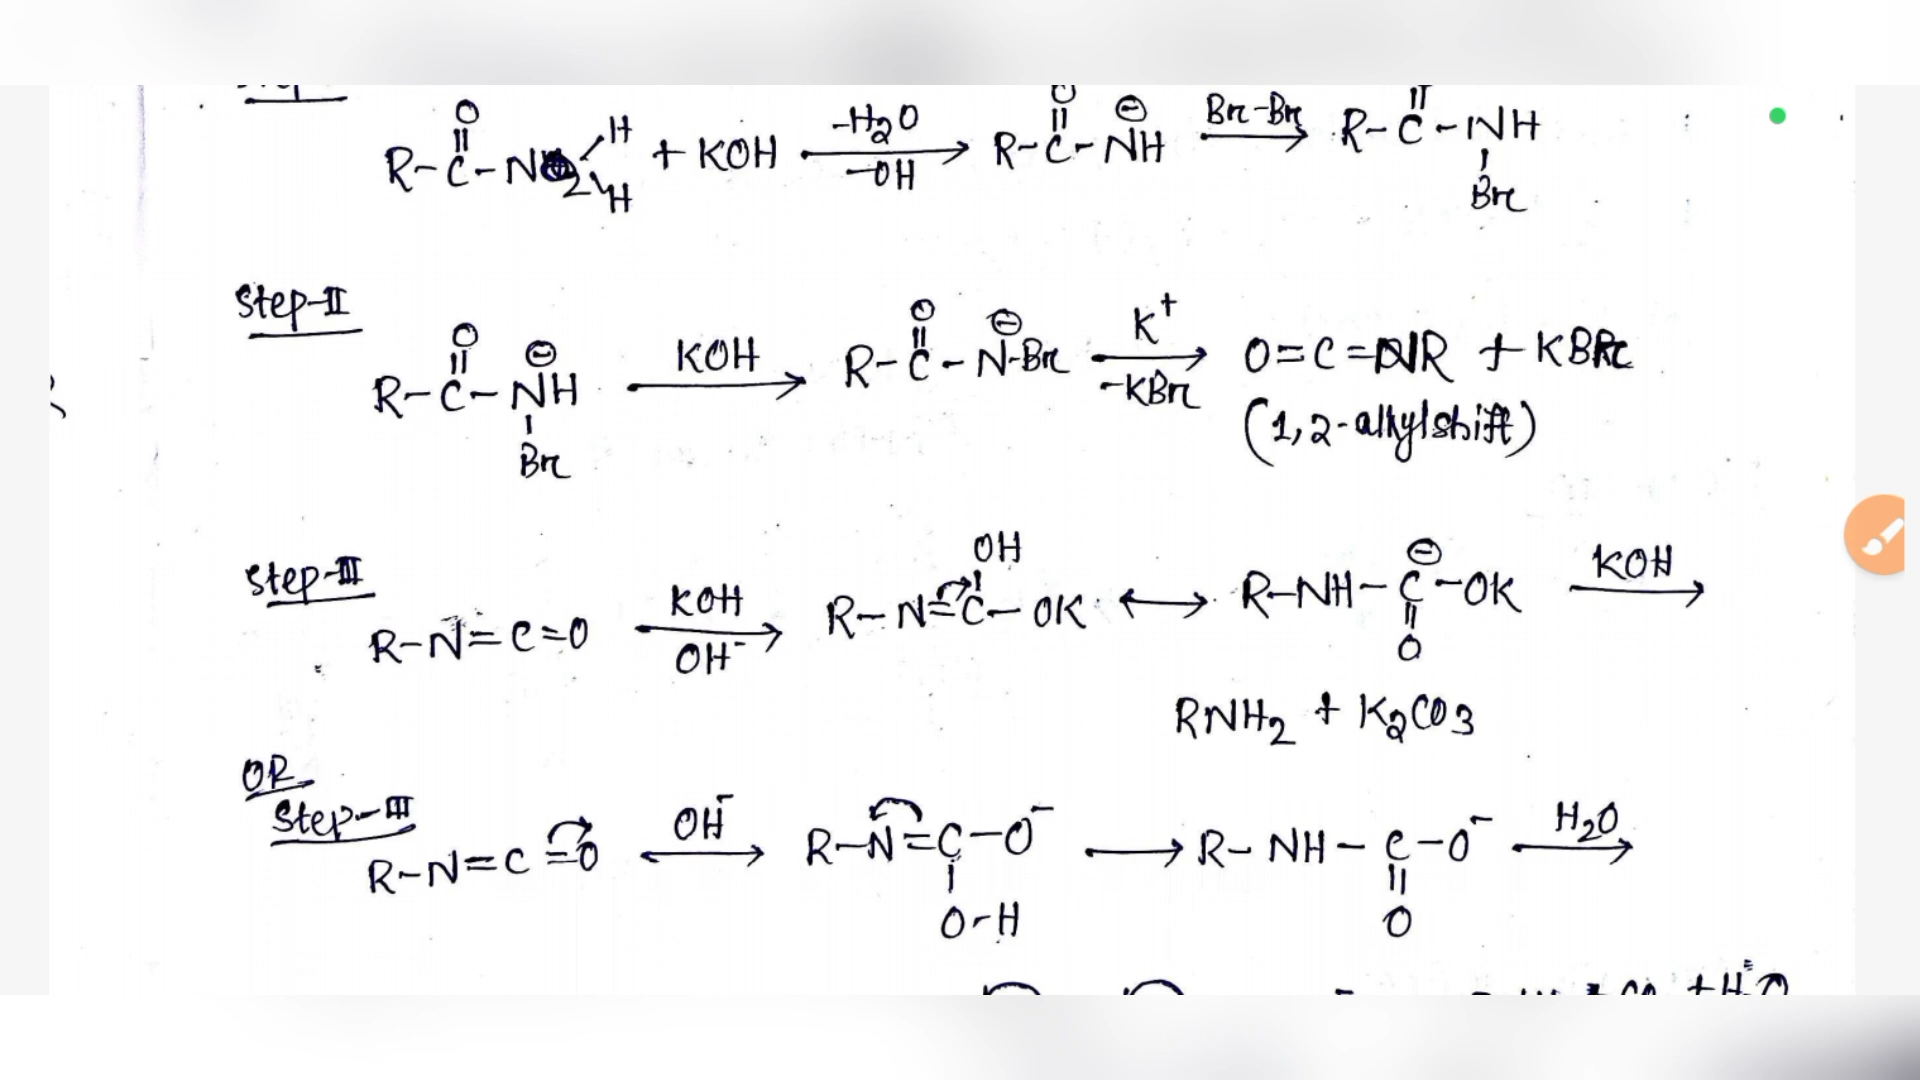 O
R-C-N H H + KOH -H2O -OH R-C-NH ⊖ Br-Br R-C-NH
Br
Step-II
O
R-C-NH ⊖ KOH R-C-N-Br ⊖ O K+ -KBr O=C=NR + KBr
Br
(1,2-alkylshift)
Step-III
R-N=C=O KOH OH- R-N=C-OK OH ↔ R-NH-C-OK ⊖ O KOH
RNH2 + K2CO3
OR
Step-III
R-N=C=O OH- R-N=C-O- → R-NH-C-O- H2O
O-H O